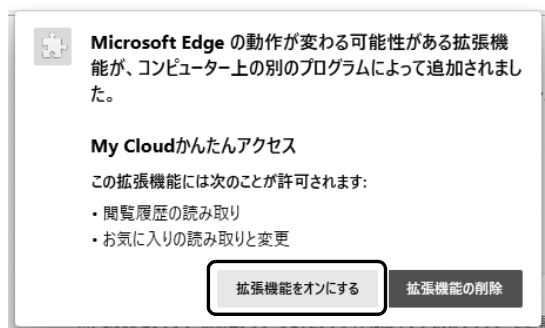 Microsoft Edge の動作が変わる可能性がある拡張機
能が、コンピューター上の別のプログラムによって追加されまし
た。
My Cloudかんたんアクセス
この拡張機能には次のことが許可されます:
・閲覧履歴の読み取り
・お気に入りの読み取りと変更
拡張機能をオンにする
拡張機能の削除